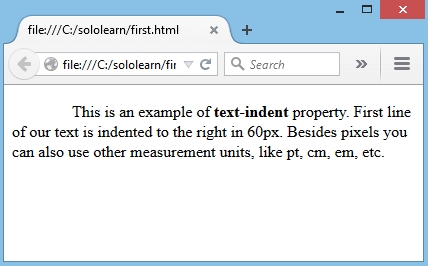 file:///C:/sololearn/first.html
file:///C:/sololearn/fir
Search
This is an example of text-indent property. First line
of our text is indented to the right in 60px. Besides pixels you
can also use other measurement units, like pt, cm, em, etc.